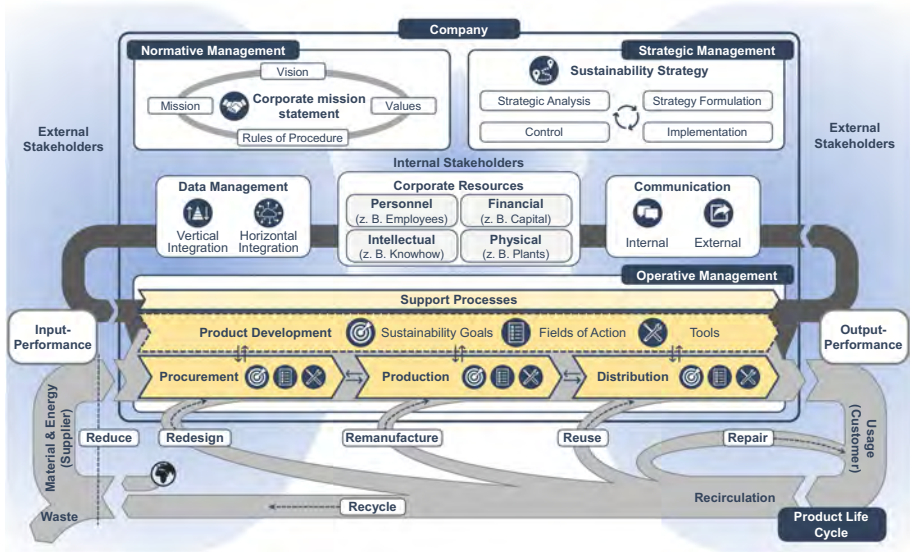 Company
Normative Management
Strategic Management
Vision
Mission
Corporate mission
statement
Values
Rules of Procedure
Sustainability Strategy
Strategic Analysis
Strategy Formulation
Control
Implementation
External
Stakeholders
External
Stakeholders
Internal Stakeholders
Data Management
Vertical
Integration
Horizontal
Integration
Corporate Resources
Personnel
(z. B. Employees)
Financial
(z. B. Capital)
Intellectual
(z. B. Knowhow)
Physical
(z. B. Plants)
Communication
Internal
External
Operative Management
Support Processes
Input-
Performance
Product Development
Sustainability Goals
Fields of Action
Tools
Output-
Performance
Procurement
Production
Distribution
Material & Energy
(Supplier)
Reduce
Redesign
Remanufacture
Reuse
Repair
Usage
(Customer)
Recirculation
Recycle
Waste
Product Life
Cycle